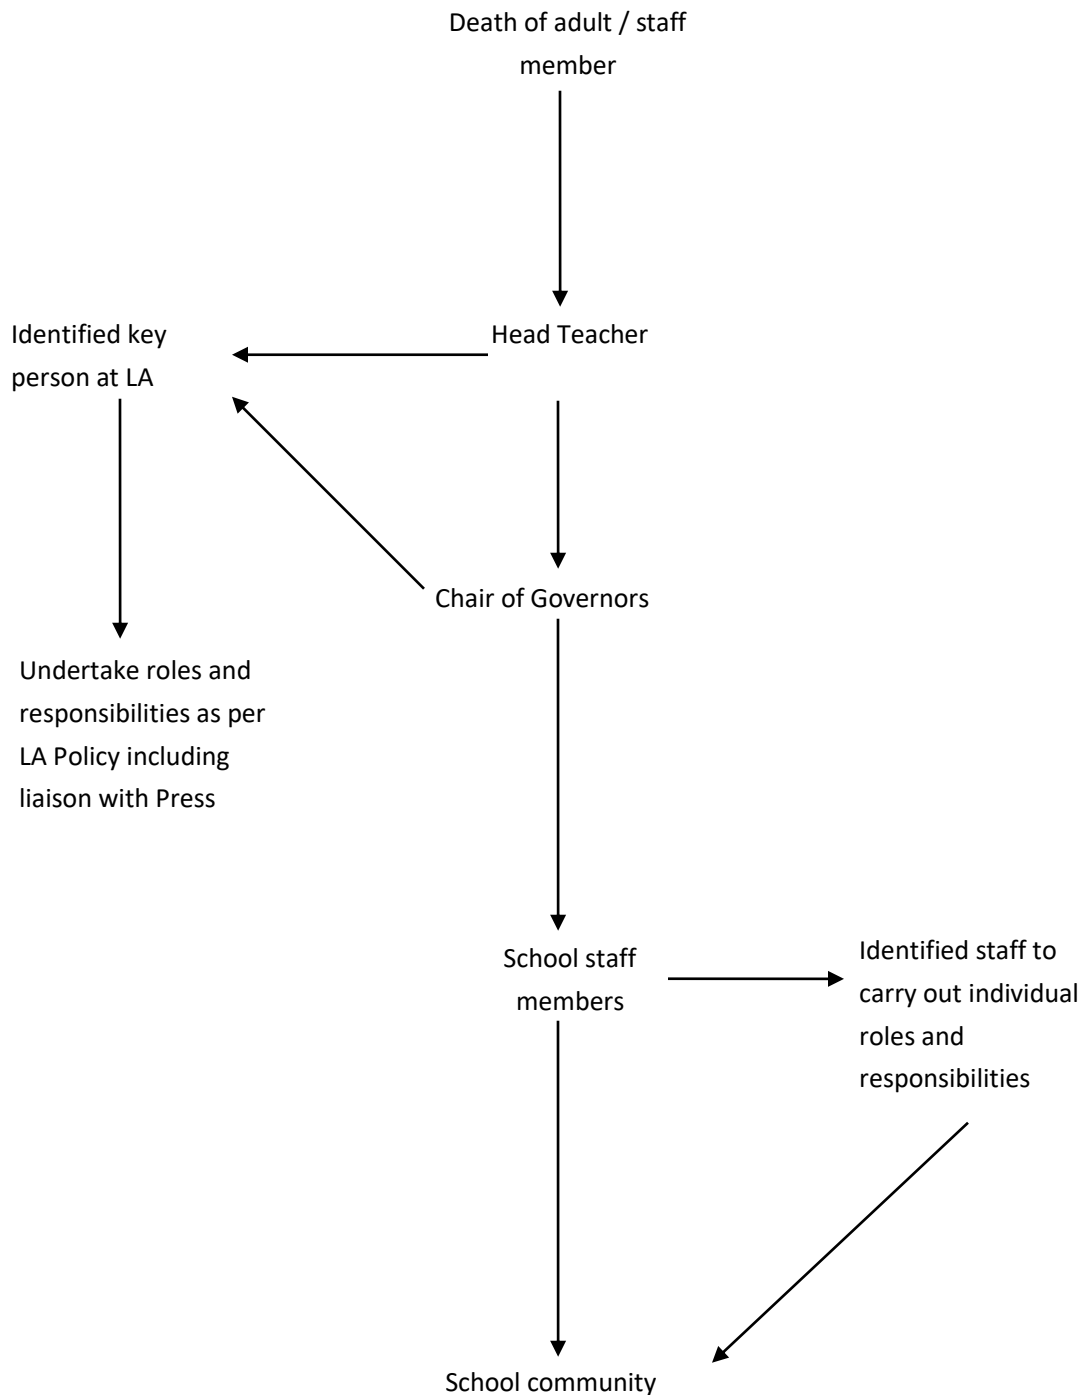 Death of adult / staff
member
Identified key
person at LA
Head Teacher
Chair of Governors
Undertake roles and
responsibilities as per
LA Policy including
liaison with Press
School staff
members
Identified staff to
carry out individual
roles and
responsibilities
School community